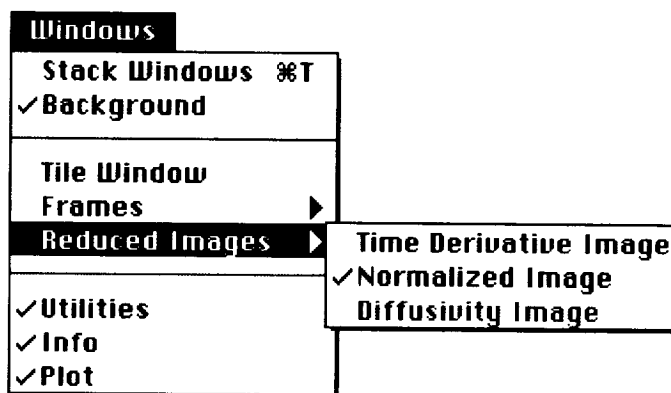 Windows
Stack Windows ⌘T
✓Background
Tile Window
Frames ▶
Reduced Images ▶
Time Derivative Image
✓Normalized Image
Diffusivity Image
✓Utilities
✓Info
✓Plot